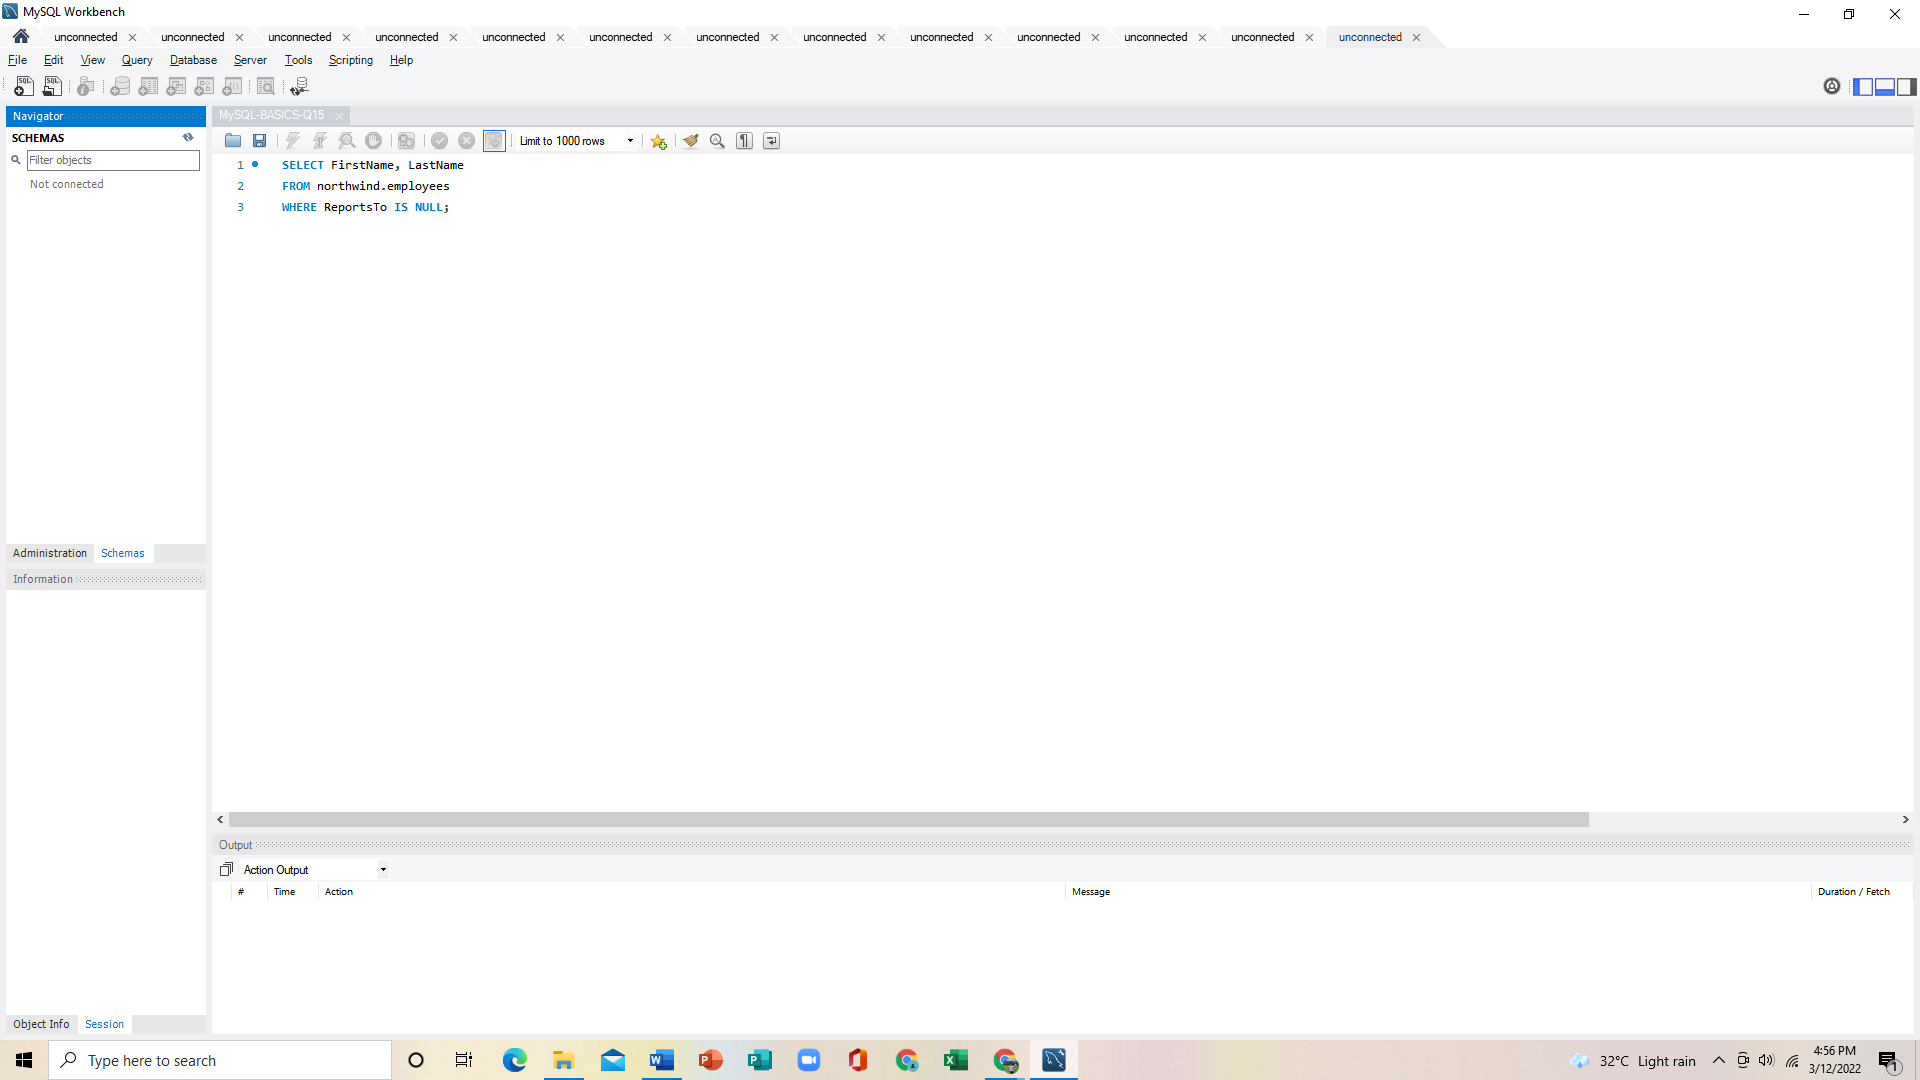 MySQL Workbench
unconnected unconnected unconnected unconnected unconnected unconnected unconnected unconnected unconnected unconnected unconnected unconnected unconnected
File Edit View Query Database Server Tools Scripting Help
SQL SQL
Navigator MySQL-BASICS-Q15
SCHEMAS
Limit to 1000 rows
Filter objects
Not connected
1 SELECT FirstName, LastName
2 FROM northwind.employees
3 WHERE ReportsTo IS NULL;
Administration Schemas
Information
Output
Action Output
# Time Action Message Duration / Fetch
Object Info Session
Type here to search
32°C Light rain
4:56 PM
3/12/2022
1